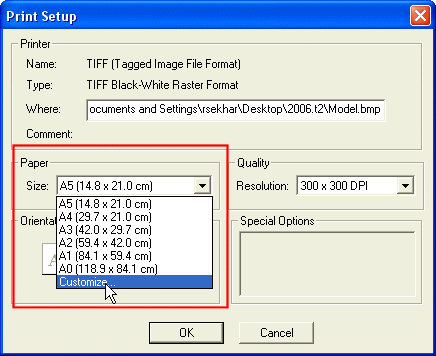 Print Setup
Printer
Name: TIFF (Tagged Image File Format)
Type: TIFF Black-White Raster Format
Where: ocuments and Settings\rsekhar\Desktop\2006.t2\Model.bmp
Comment:
Paper
Size: A5 (14.8 x 21.0 cm)
A5 (14.8 x 21.0 cm)
A4 (29.7 x 21.0 cm)
A3 (42.0 x 29.7 cm)
A2 (59.4 x 42.0 cm)
A1 (84.1 x 59.4 cm)
A0 (118.9 x 84.1 cm)
Customize...
Quality
Resolution: 300 x 300 DPI
Orientat
Special Options
OK
Cancel